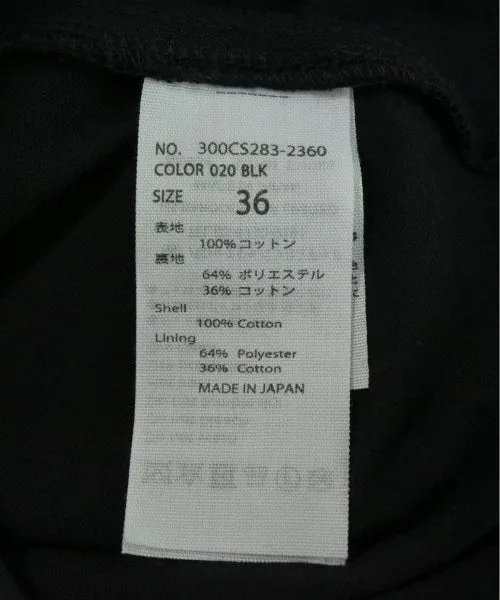 NO. 300CS283-2360
COLOR 020 BLK
SIZE 36
表地
100%コットン
裏地
64% ポリエステル
36% コットン
Shell
100% Cotton
Lining
64% Polyester
36% Cotton
MADE IN JAPAN